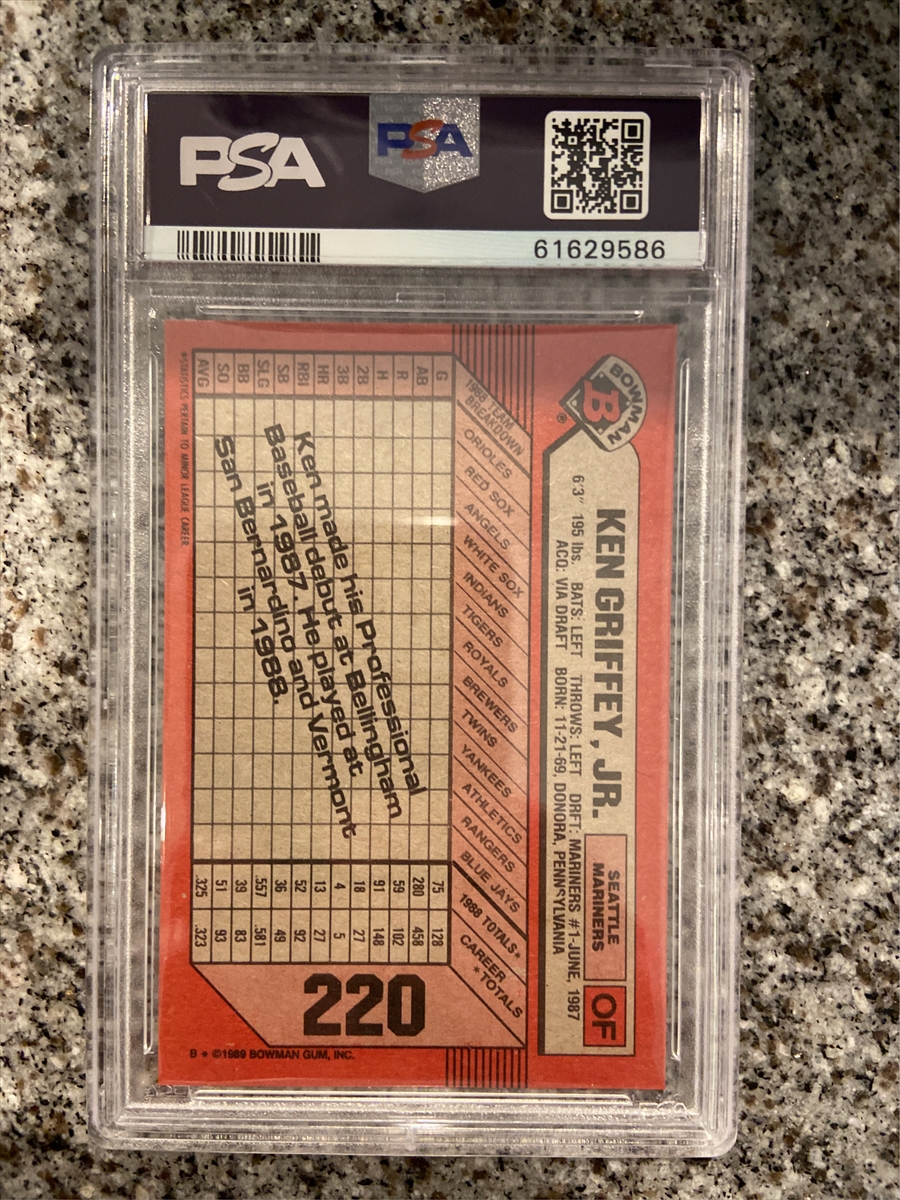 PSA
PSA
61629586
BOWMAN
B
®
KEN GRIFFEY, JR.
SEATTLE
MARINERS
OF
6'3" 195 lbs. BATS: LEFT THROWS: LEFT DRFT: MARINERS #1-JUNE, 1987
ACQ: VIA DRAFT BORN: 11-21-69, DONORA, PENNSYLVANIA
1988 TEAM
BREAKDOWN
ORIOLES
RED SOX
ANGELS
WHITE SOX
INDIANS
TIGERS
ROYALS
BREWERS
TWINS
YANKEES
ATHLETICS
RANGERS
BLUE JAYS
1988 TOTALS*
CAREER
*TOTALS
G 75 128
AB 280 458
R 59 102
H 91 148
2B 18 27
3B 4 5
HR 13 27
RBI 52 92
SB 36 49
SLG .557 .581
BB 39 83
SO 51 93
AVG .325 .323
Ken made his Professional
Baseball debut at Bellingham
in 1987. He played at
San Bernardino and Vermont
in 1988.
*STATISTICS PERTAIN TO MINOR LEAGUE CAREER
220
B * ©1989 BOWMAN GUM, INC.